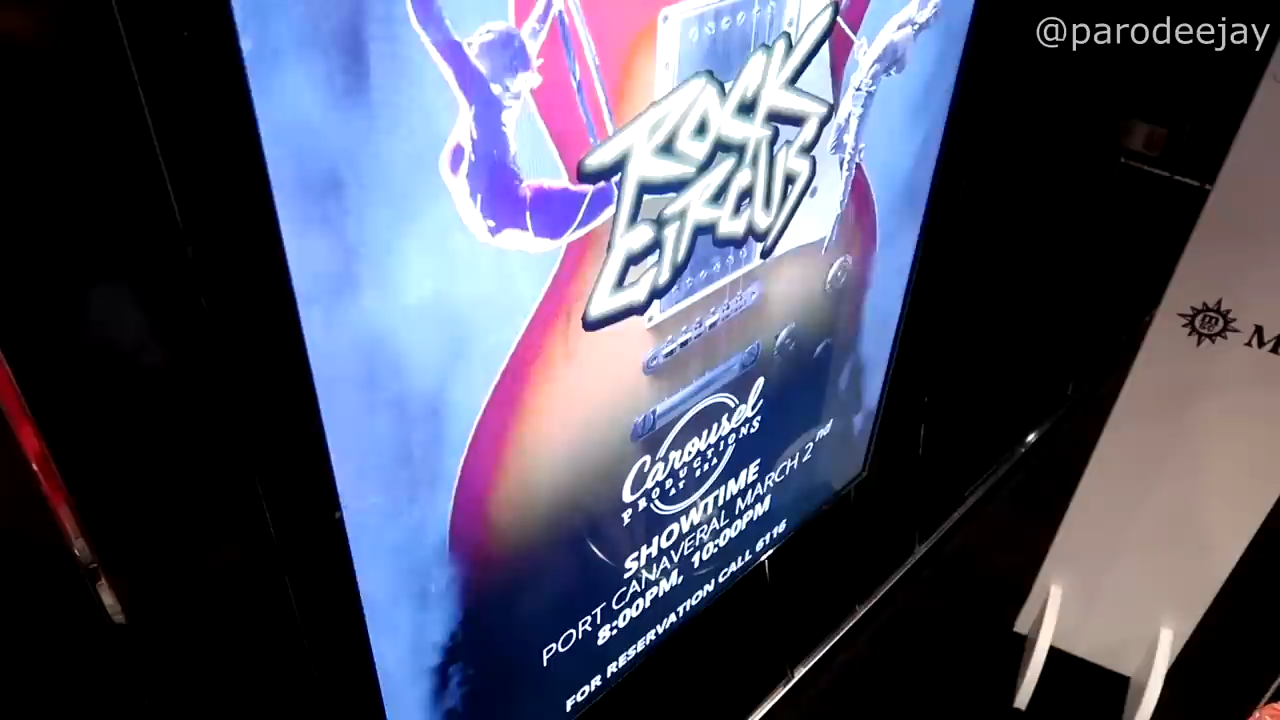 @parodeejay
ROCK
CIRCUS
Carousel
PRODUCTIONS
AT SEA
SHOWTIME
PORT CANAVERAL MARCH 2nd
8:00PM, 10:00PM
FOR RESERVATION CALL 6116
M